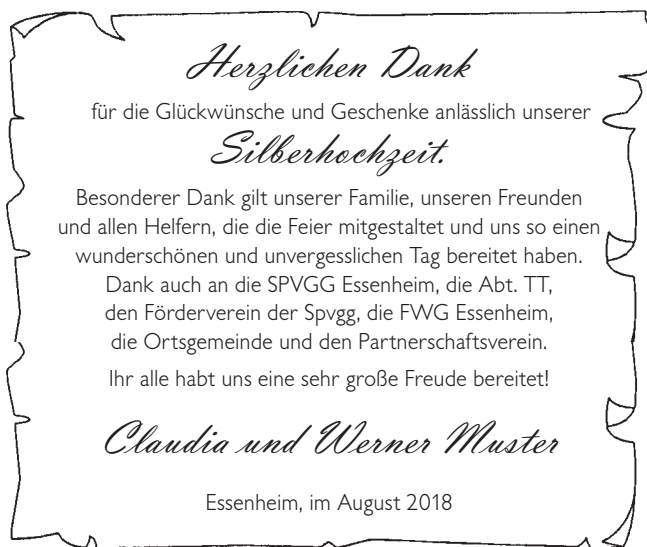 Herzlichen Dank
für die Glückwünsche und Geschenke anlässlich unserer
Silberhochzeit.
Besonderer Dank gilt unserer Familie, unseren Freunden
und allen Helfern, die die Feier mitgestaltet und uns so einen
wunderschönen und unvergesslichen Tag bereitet haben.
Dank auch an die SPVGG Essenheim, die Abt. TT,
den Förderverein der Spvgg, die FWG Essenheim,
die Ortsgemeinde und den Partnerschaftsverein.
Ihr alle habt uns eine sehr große Freude bereitet!
Claudia und Werner Muster
Essenheim, im August 2018